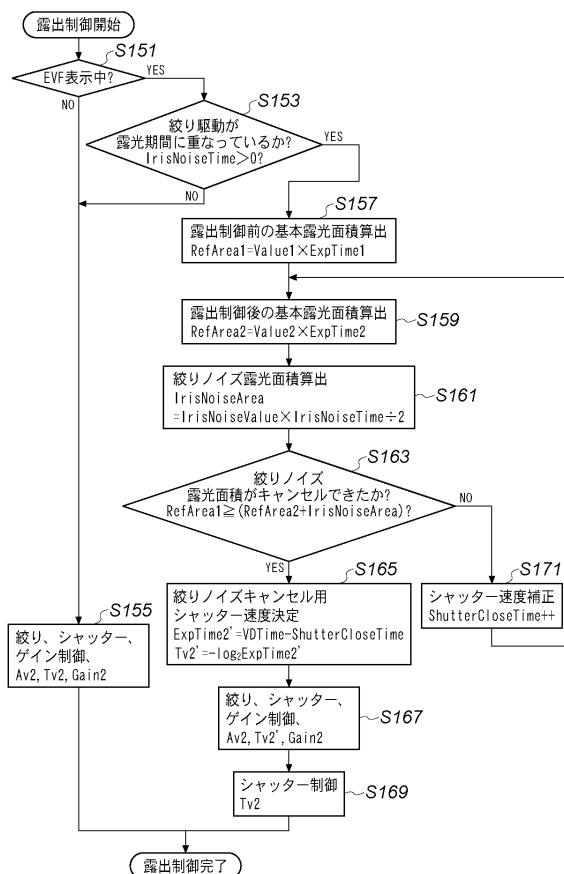 露出制御開始
S151
EVF表示中?
YES
NO
S153
絞り駆動が
露光期間に重なっているか?
IrisNoiseTime>0?
YES
NO
S157
露出制御前の基本露光面積算出
RefArea1=Value1×ExpTime1
露出制御後の基本露光面積算出
RefArea2=Value2×ExpTime2
S159
絞りノイズ露光面積算出
IrisNoiseArea
=IrisNoiseValue×IrisNoiseTime÷2
S161
S163
絞りノイズ
露光面積がキャンセルできたか?
RefArea1≧(RefArea2+IrisNoiseArea)?
NO
YES
S165
絞りノイズキャンセル用
シャッター速度決定
ExpTime2'=VDTime-ShutterCloseTime
Tv2'=-log₂ExpTime2'
S171
シャッター速度補正
ShutterCloseTime++
S155
絞り、シャッター、
ゲイン制御、
Av2,Tv2,Gain2
絞り、シャッター、
ゲイン制御、
Av2,Tv2',Gain2
S167
シャッター制御
Tv2
S169
露出制御完了